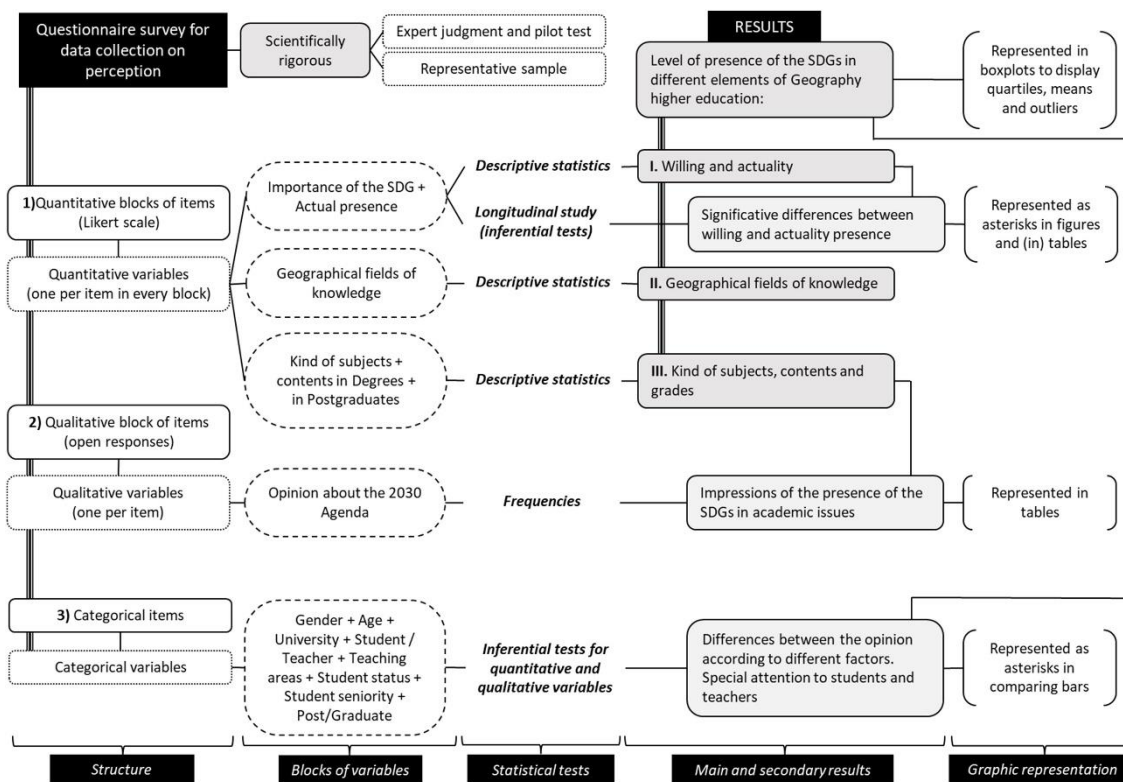 Questionnaire survey for
data collection on
perception
Scientifically
rigorous
Expert judgment and pilot test
Representative sample
RESULTS
Level of presence of the SDGs in
different elements of Geography
higher education:
Represented in
boxplots to display
quartiles, means
and outliers
1)Quantitative blocks of items
(Likert scale)
Quantitative variables
(one per item in every block)
Importance of the SDG +
Actual presence
Descriptive statistics
I. Willing and actuality
Longitudinal study
(inferential tests)
Significative differences between
willing and actuality presence
Represented as
asterisks in figures
and (in) tables
Geographical fields of
knowledge
Descriptive statistics
II. Geographical fields of knowledge
Kind of subjects +
contents in Degrees +
in Postgraduates
Descriptive statistics
III. Kind of subjects, contents and
grades
2) Qualitative block of items
(open responses)
Qualitative variables
(one per item)
Opinion about the 2030
Agenda
Frequencies
Impressions of the presence of the
SDGs in academic issues
Represented in
tables
3) Categorical items
Categorical variables
Gender + Age +
University + Student /
Teacher + Teaching
areas + Student status +
Student seniority +
Post/Graduate
Inferential tests for
quantitative and
qualitative variables
Differences between the opinion
according to different factors.
Special attention to students and
teachers
Represented as
asterisks in
comparing bars
Structure
Blocks of variables
Statistical tests
Main and secondary results
Graphic representation